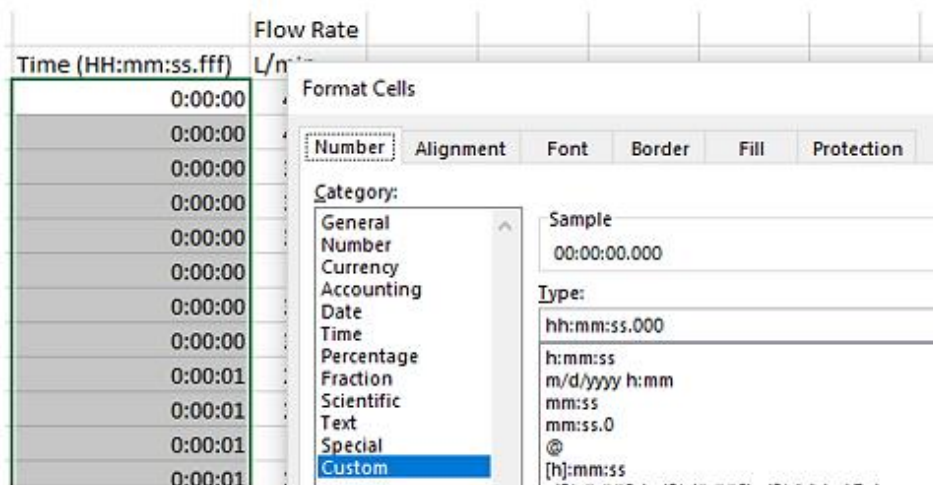 Flow Rate
Time (HH:mm:ss.fff)
0:00:00
0:00:00
0:00:00
0:00:00
0:00:00
0:00:00
0:00:00
0:00:00
0:00:01
0:00:01
0:00:01
0:00:01
Format Cells
Number Alignment Font Border Fill Protection
Category:
General
Number
Currency
Accounting
Date
Time
Percentage
Fraction
Scientific
Text
Special
Custom
Sample
00:00:00.000
Type:
hh:mm:ss.000
h:mm:ss
m/d/yyyy h:mm
mm:ss
mm:ss.0
@
[h]:mm:ss